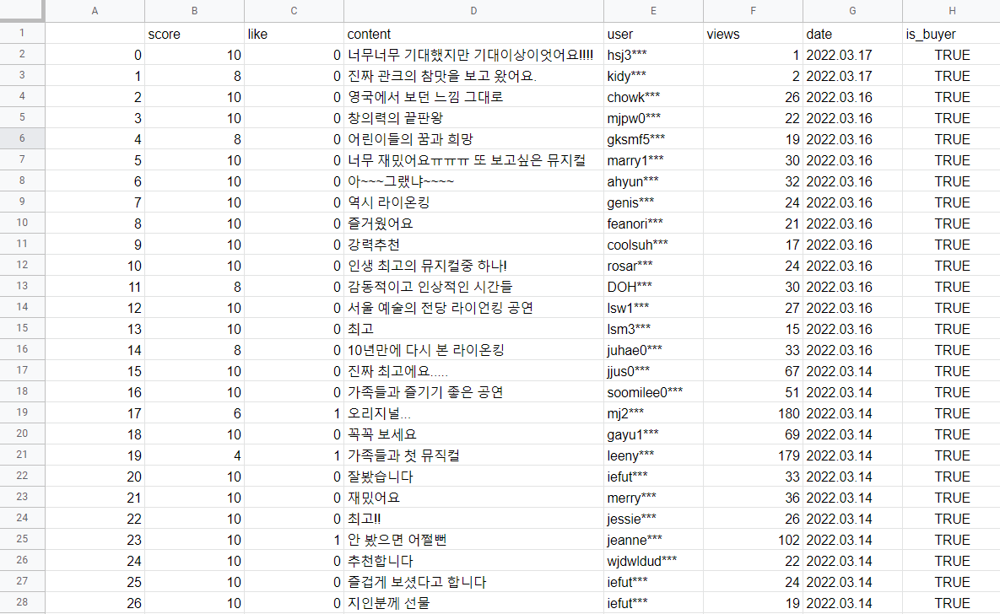 A B C D E F G H
1 score like content user views date is_buyer
2 0 10 0 너무너무 기대했지만 기대이상이엇어요!!!! hsj3*** 1 2022.03.17 TRUE
3 1 8 0 진짜 관크의 참맛을 보고 왔어요. kidy*** 2 2022.03.17 TRUE
4 2 10 0 영국에서 보던 느낌 그대로 chowk*** 26 2022.03.16 TRUE
5 3 10 0 창의력의 끝판왕 mjpw0*** 22 2022.03.16 TRUE
6 4 8 0 어린이들의 꿈과 희망 gksmf5*** 19 2022.03.16 TRUE
7 5 10 0 너무 재밌어요ㅠㅠㅠ 또 보고싶은 뮤지컬 marry1*** 30 2022.03.16 TRUE
8 6 10 0 아~~~그랬냐~~~~ ahyun*** 32 2022.03.16 TRUE
9 7 10 0 역시 라이온킹 genis*** 24 2022.03.16 TRUE
10 8 10 0 즐거웠어요 feanori*** 21 2022.03.16 TRUE
11 9 10 0 강력추천 coolsuh*** 17 2022.03.16 TRUE
12 10 10 0 인생 최고의 뮤지컬중 하나! rosar*** 24 2022.03.16 TRUE
13 11 8 0 감동적이고 인상적인 시간들 DOH*** 30 2022.03.16 TRUE
14 12 10 0 서울 예술의 전당 라이언킹 공연 lsw1*** 27 2022.03.16 TRUE
15 13 10 0 최고 lsm3*** 15 2022.03.16 TRUE
16 14 8 0 10년만에 다시 본 라이온킹 juhae0*** 33 2022.03.16 TRUE
17 15 10 0 진짜 최고에요..... jjus0*** 67 2022.03.14 TRUE
18 16 10 0 가족들과 즐기기 좋은 공연 soomilee0*** 51 2022.03.14 TRUE
19 17 6 1 오리지널... mj2*** 180 2022.03.14 TRUE
20 18 10 0 꼭꼭 보세요 gayu1*** 69 2022.03.14 TRUE
21 19 4 1 가족들과 첫 뮤직컬 leeny*** 179 2022.03.14 TRUE
22 20 10 0 잘봤습니다 iefut*** 33 2022.03.14 TRUE
23 21 10 0 재밌어요 merry*** 36 2022.03.14 TRUE
24 22 10 0 최고!! jessie*** 26 2022.03.14 TRUE
25 23 10 1 안 봤으면 어쩔뻔 jeanne*** 102 2022.03.14 TRUE
26 24 10 0 추천합니다 wjdwldud*** 22 2022.03.14 TRUE
27 25 10 0 즐겁게 보셨다고 합니다 iefut*** 24 2022.03.14 TRUE
28 26 10 0 지인분께 선물 iefut*** 19 2022.03.14 TRUE